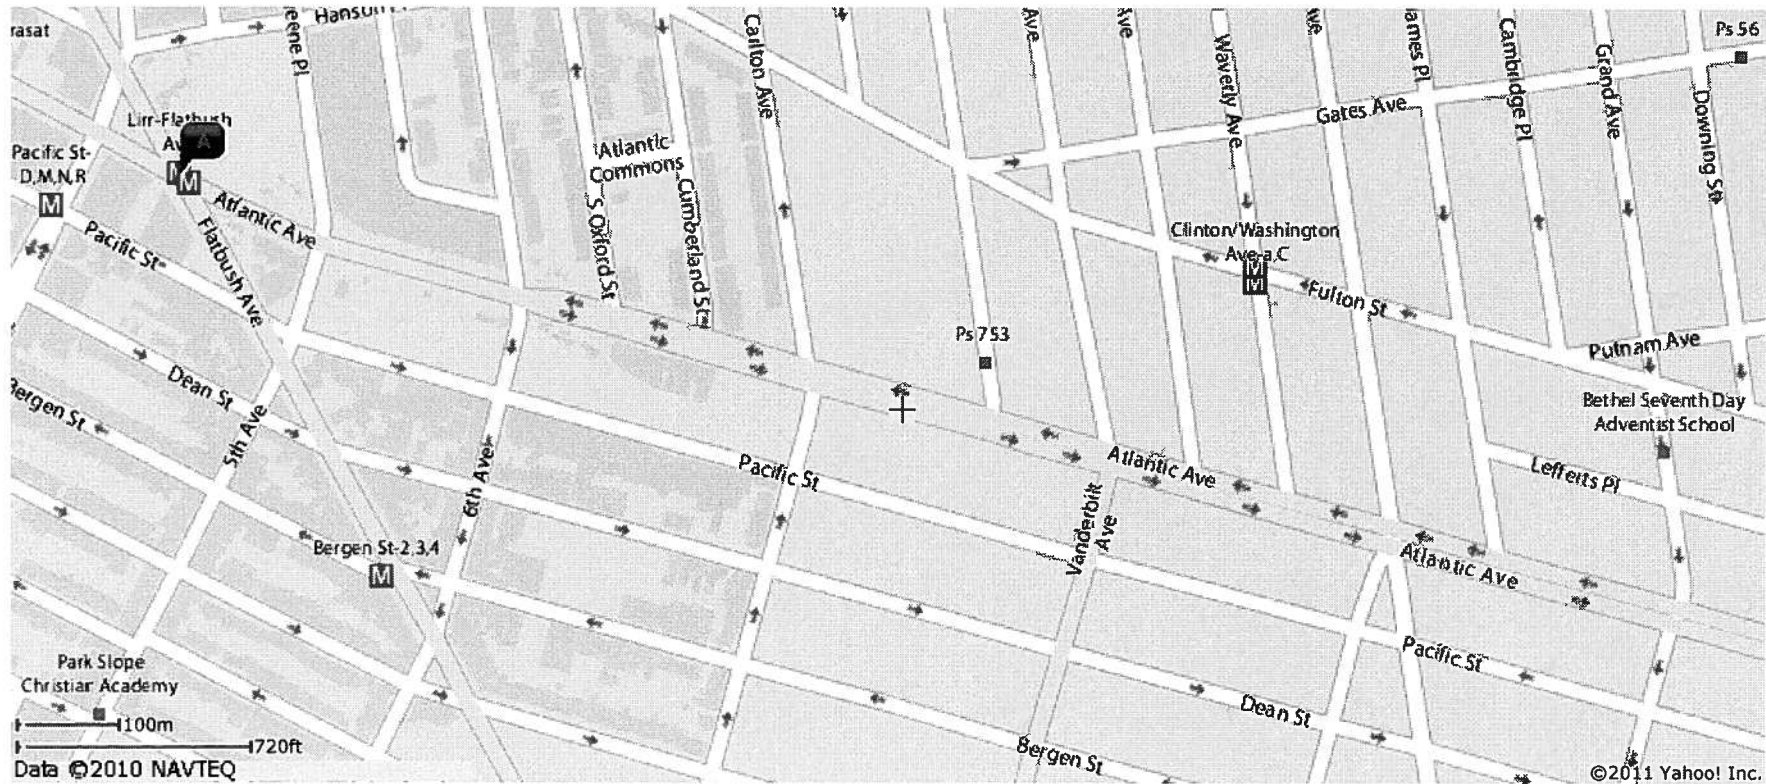 rasat
Hanson Pl
eene Pl
Lirr-Flatbush
Av
A
Pacific St-
D,M,N,R
M
M
M
Atlantic Ave
Flatbush Ave
Pacific St
Atlantic
Commons
S Oxford St
Cumberland St
Carlton Ave
Ave
Ave
Waverly Ave
Ave
ames Pl
Cambridge Pl
Grand Ave
Downing St
Ps 56
Gates Ave
Clinton/Washington
Ave-a,C
M
M
Fulton St
Putnam Ave
Ps 753
Bethel Seventh Day
Adventist School
Lefferts Pl
Dean St
Bergen St
5th Ave
6th Ave
Pacific St
Atlantic Ave
Vanderbilt
Ave
Atlantic Ave
Bergen St-2,3,4
M
Pacific St
Dean St
Bergen St
Park Slope
Christian Academy
100m
720ft
Data ©2010 NAVTEQ
©2011 Yahoo! Inc.